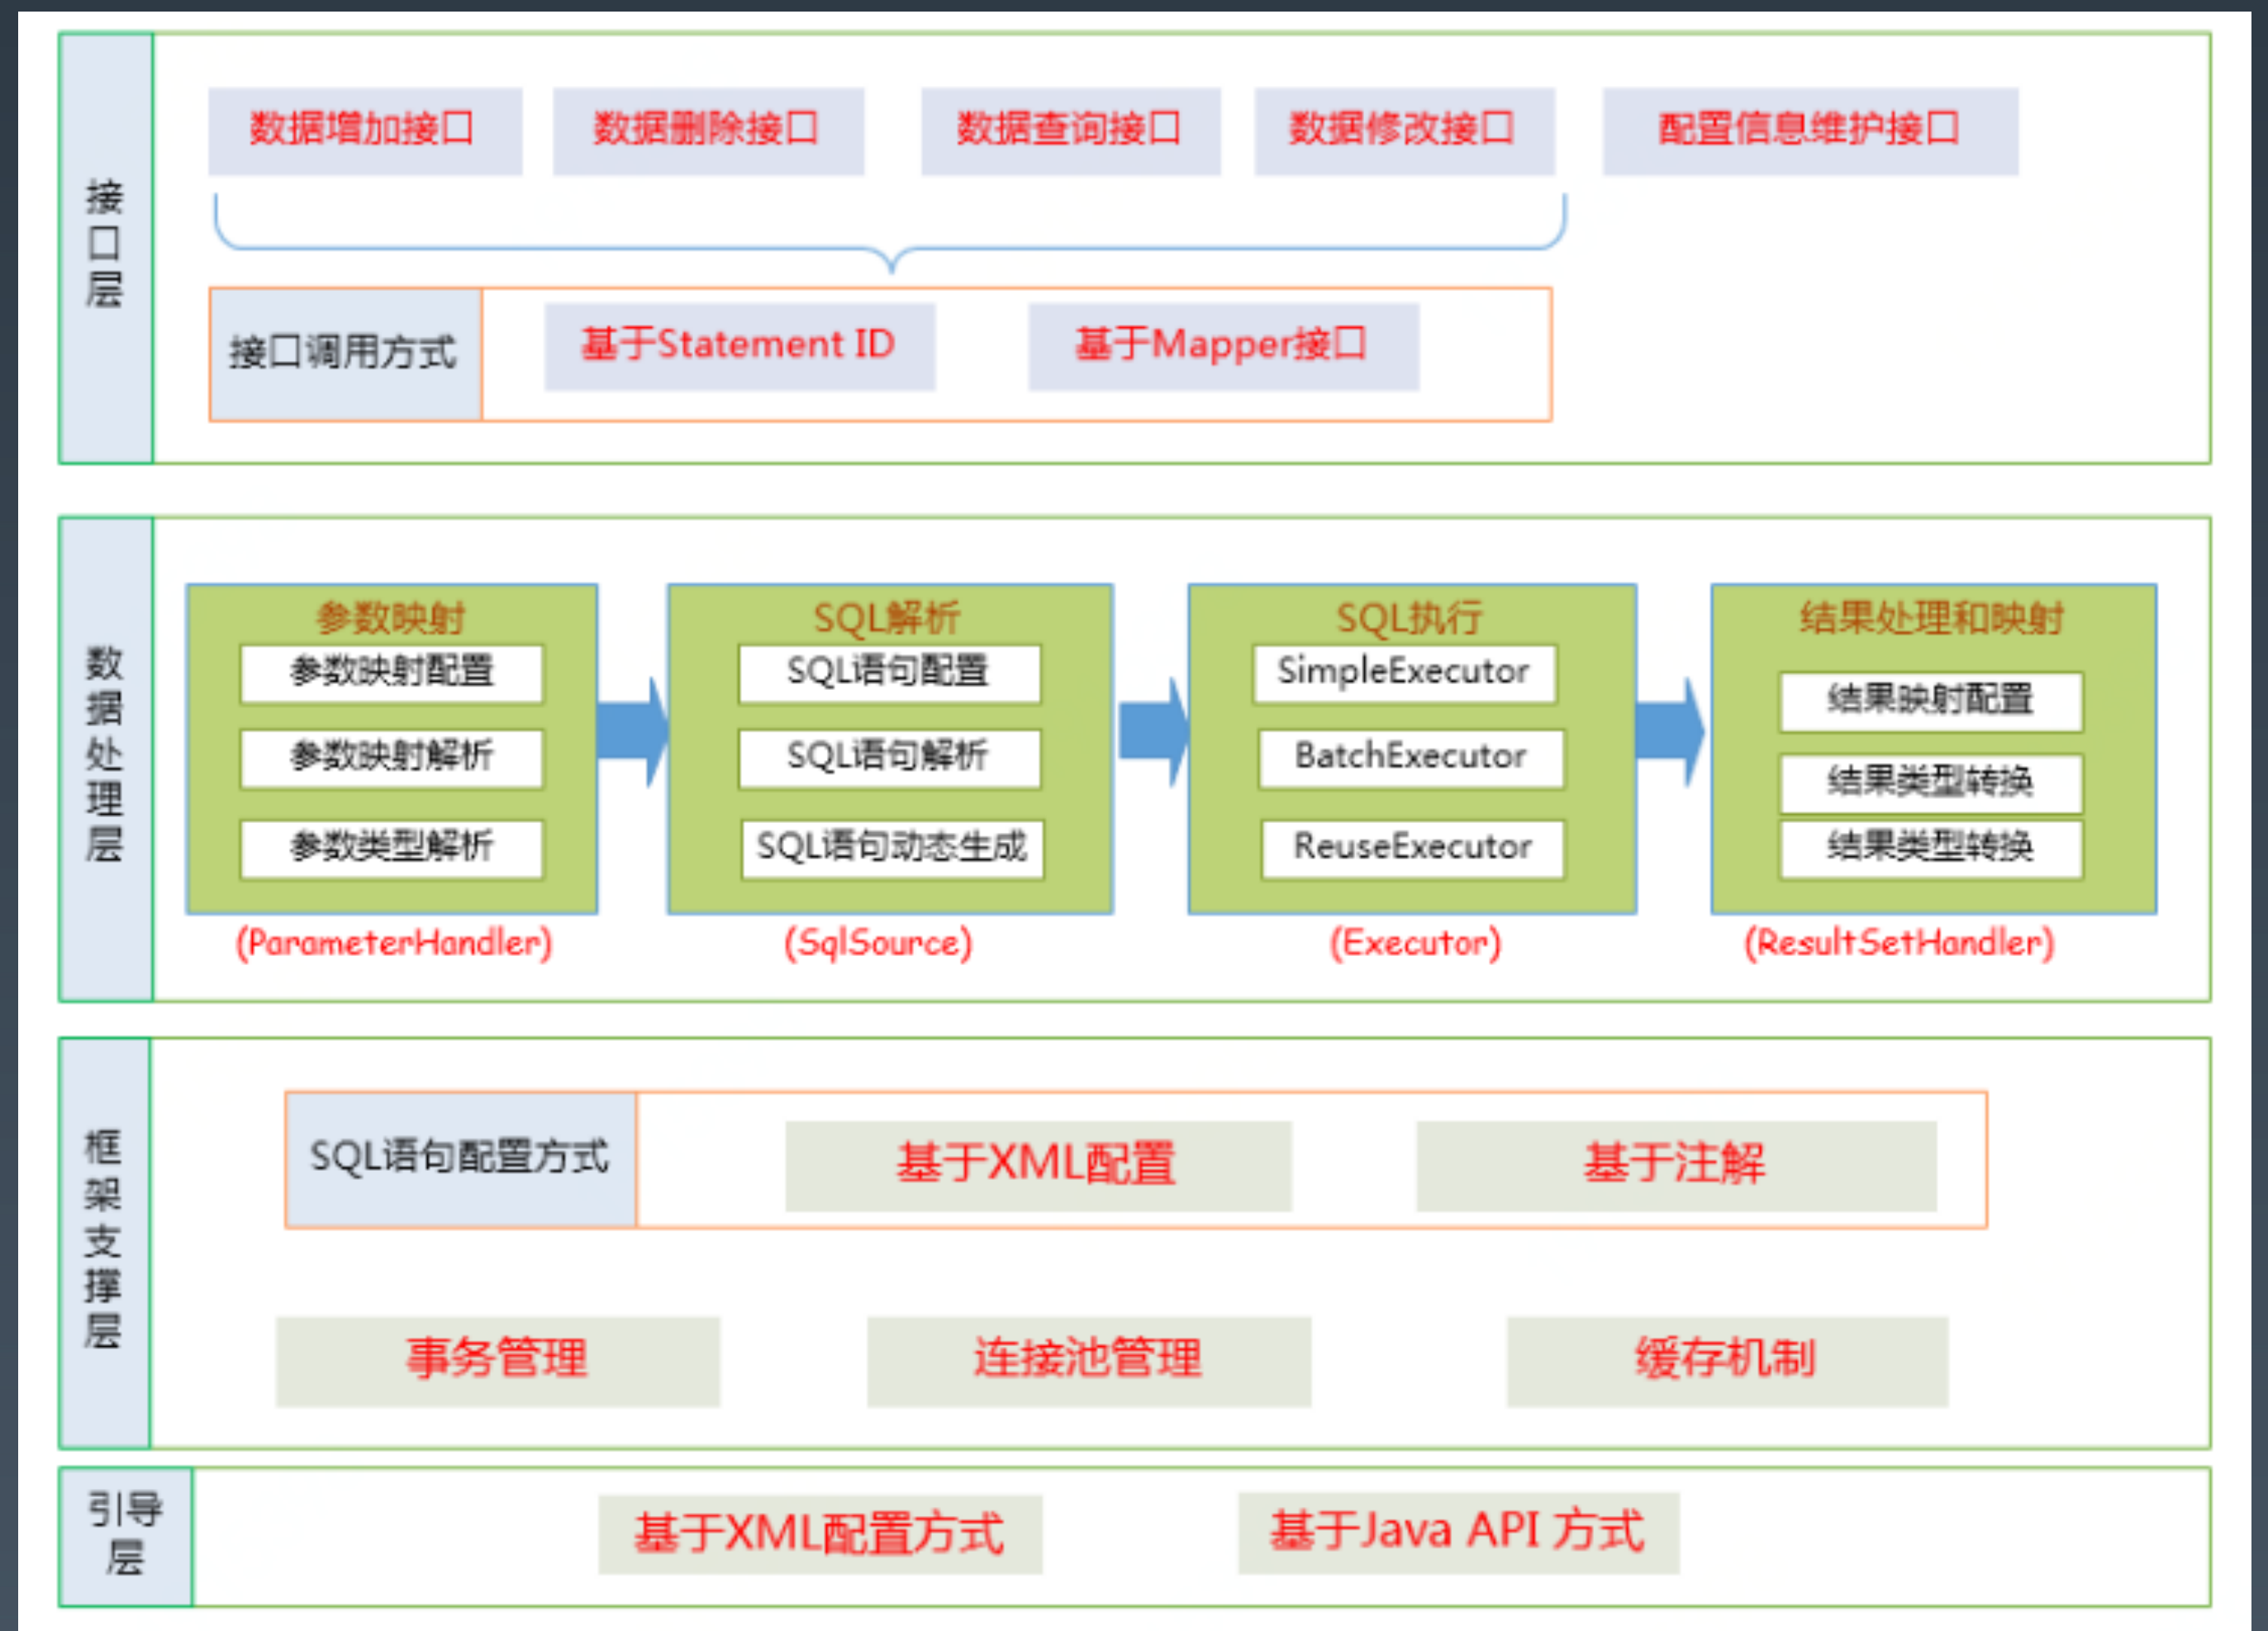 接口层
数据增加接口
数据删除接口
数据查询接口
数据修改接口
配置信息维护接口
接口调用方式
基于Statement ID
基于Mapper接口
数据处理层
参数映射
参数映射配置
参数映射解析
参数类型解析
(ParameterHandler)
SQL解析
SQL语句配置
SQL语句解析
SQL语句动态生成
(SqlSource)
SQL执行
SimpleExecutor
BatchExecutor
ReuseExecutor
(Executor)
结果处理和映射
结果映射配置
结果类型转换
结果类型转换
(ResultSetHandler)
框架支撑层
SQL语句配置方式
基于XML配置
基于注解
事务管理
连接池管理
缓存机制
引导
层
基于XML配置方式
基于Java API 方式